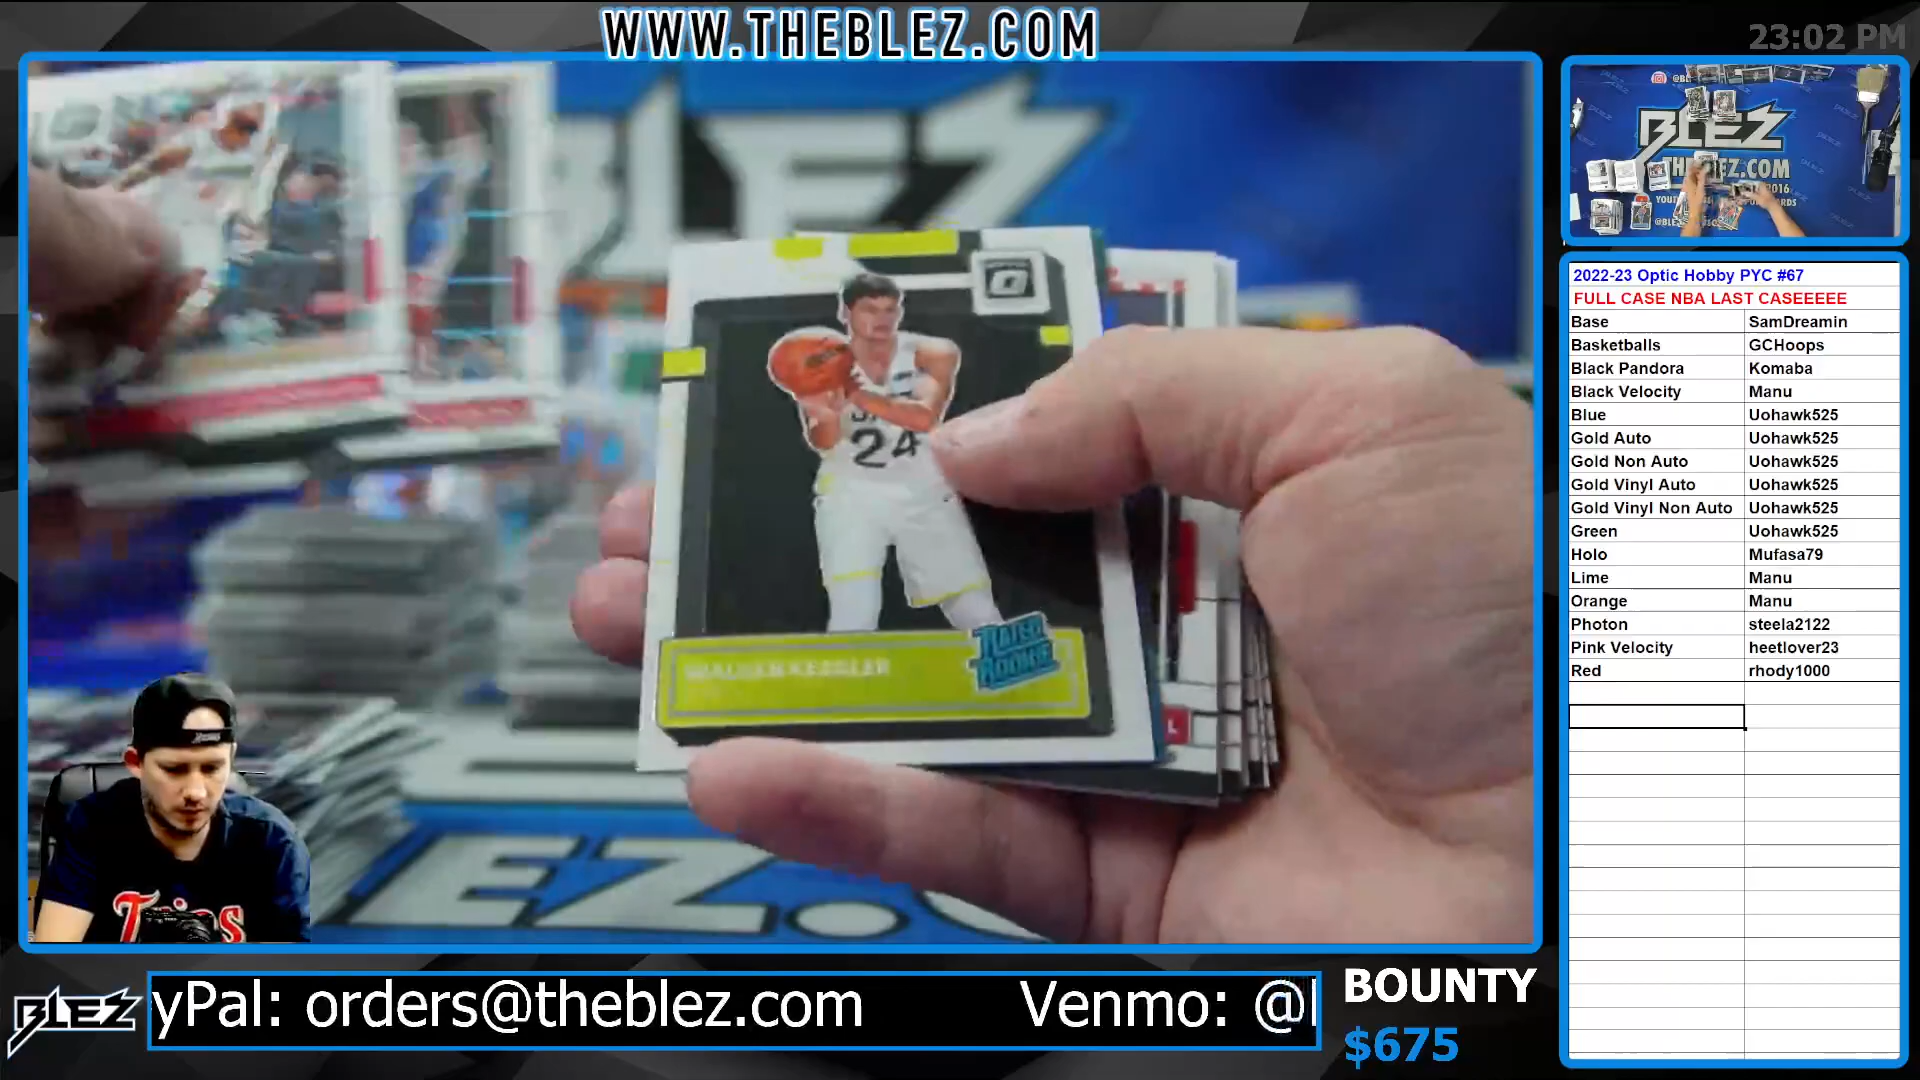 WWW.THEBLEZ.COM
23:02 PM
BLEZ
24
RATED
ROOKIE
BLEZ
2022-23 Optic Hobby PYC #67
FULL CASE NBA LAST CASEEEEE
Base SamDreamin
Basketballs GCHoops
Black Pandora Komaba
Black Velocity Manu
Blue Uohawk525
Gold Auto Uohawk525
Gold Non Auto Uohawk525
Gold Vinyl Auto Uohawk525
Gold Vinyl Non Auto Uohawk525
Green Uohawk525
Holo Mufasa79
Lime Manu
Orange Manu
Photon steela2122
Pink Velocity heetlover23
Red rhody1000
BLEZ
yPal: orders@theblez.com Venmo: @
BOUNTY
$675